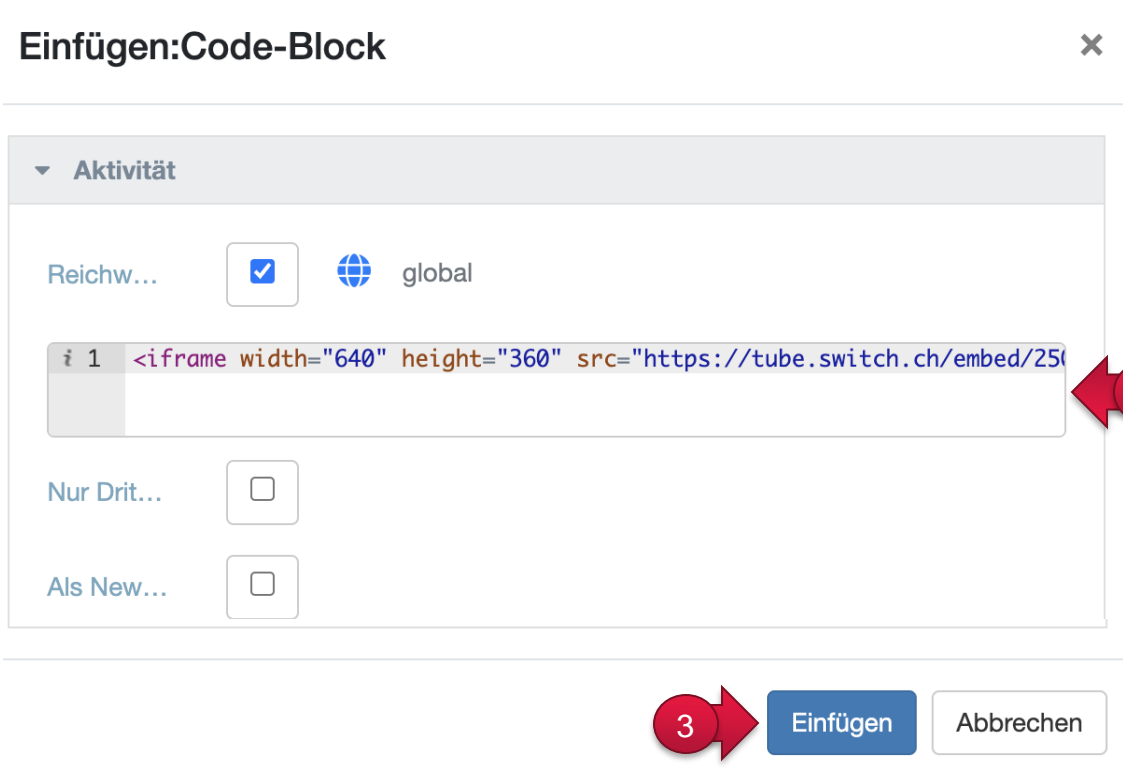 Einfügen:Code-Block
×
Aktivität
Reichw… global
i 1 <iframe width="640" height="360" src="https://tube.switch.ch/embed/250
Nur Drit…
Als New…
3 Einfügen Abbrechen